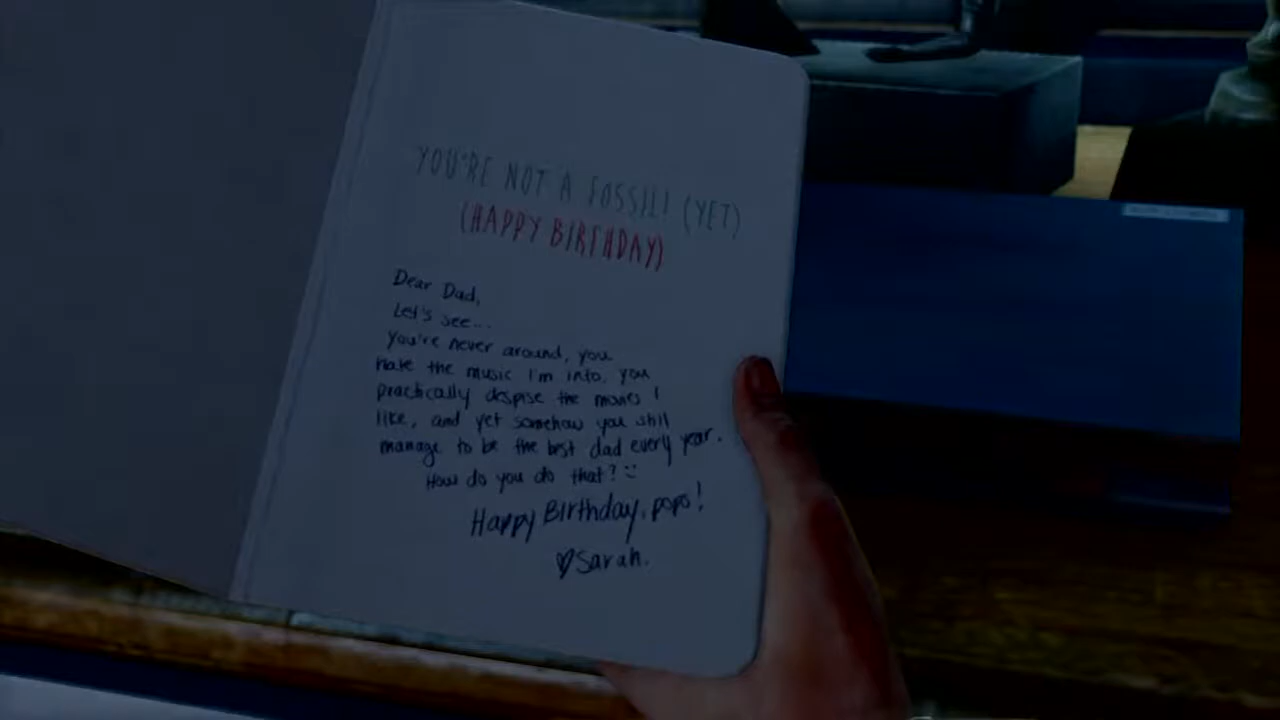 YOU'RE NOT A FOSSIL! (YET)
(HAPPY BIRTHDAY)
Dear Dad,
Let's see...
You're never around, you
hate the music I'm into, you
practically despise the movies I
like, and yet somehow you still
manage to be the best dad every year.
How do you do that? :)
Happy Birthday, pops!
♥Sarah.